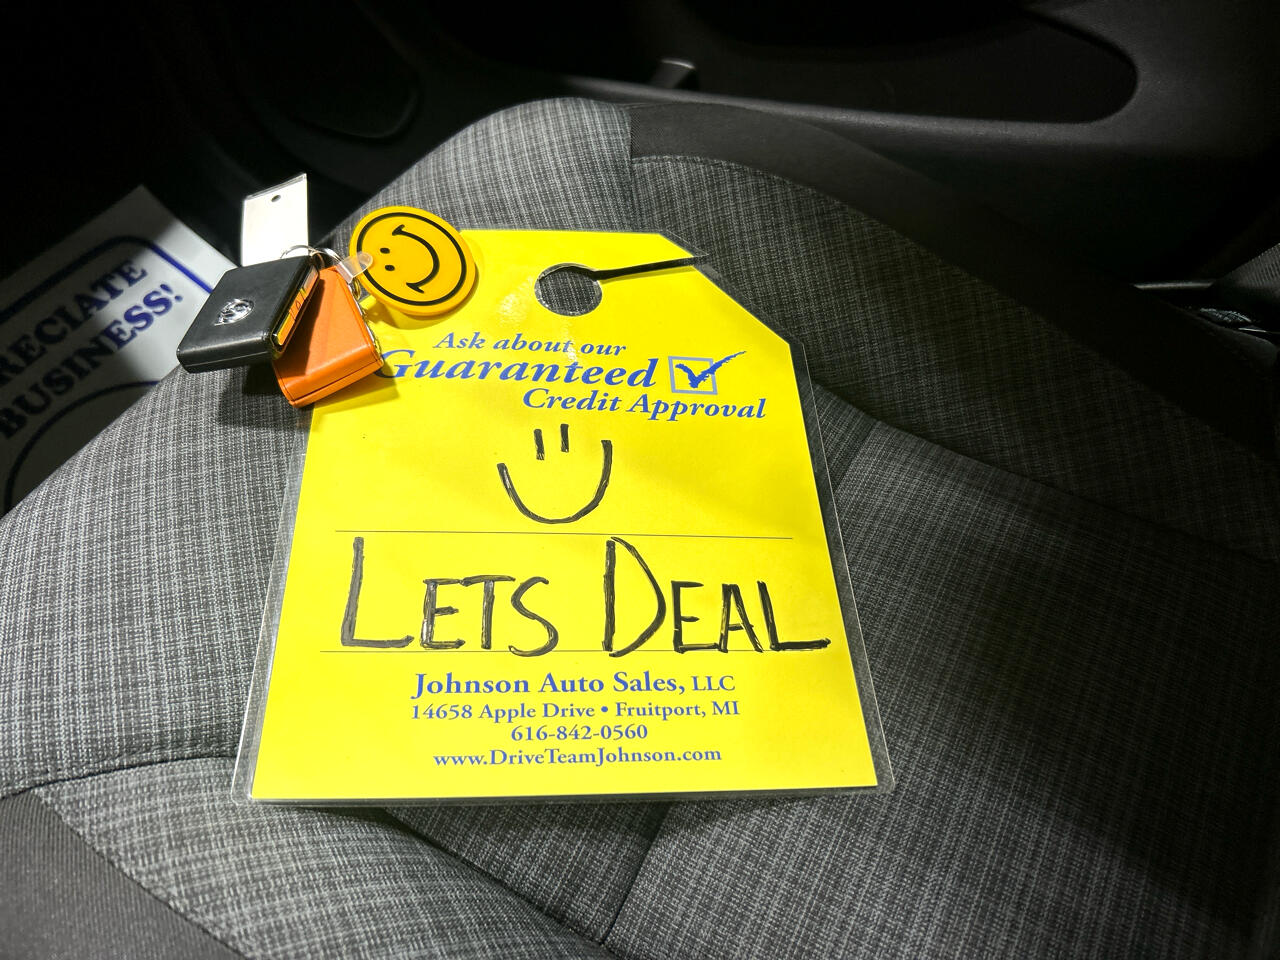 RECIATE
BUSINESS!
Ask about our
Guaranteed
Credit Approval
LETS DEAL
Johnson Auto Sales, LLC
14658 Apple Drive • Fruitport, MI
616-842-0560
www.DriveTeamJohnson.com